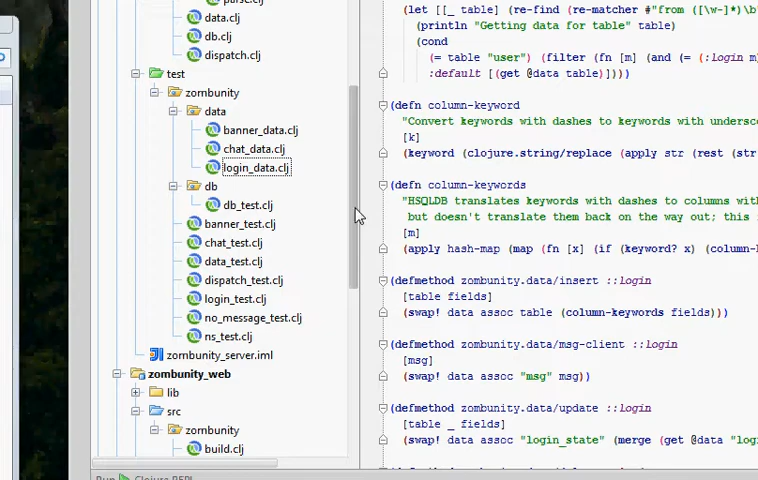 data.clj
db.clj
dispatch.clj
test
zombunity
data
banner_data.clj
chat_data.clj
login_data.clj
db
db_test.clj
banner_test.clj
chat_test.clj
data_test.clj
dispatch_test.clj
login_test.clj
no_message_test.clj
ns_test.clj
zombunity_server.iml
zombunity_web
lib
src
zombunity
build.clj
(let [[_ table] (re-find (re-matcher #"from ([\w-]*)\b"
(println "Getting data for table" table)
(cond
(= table "user") (filter (fn [m] (and (= (:login m)
:default [(get @data table)])))
(defn column-keyword
"Convert keywords with dashes to keywords with undersc
[k]
(keyword (clojure.string/replace (apply str (rest (str
(defn column-keywords
"HSQLDB translates keywords with dashes to columns wit
but doesn't translate them back on the way out; this i
[m]
(apply hash-map (map (fn [x] (if (keyword? x) (column-
(defmethod zombunity.data/insert ::login
[table fields]
(swap! data assoc table (column-keywords fields)))
(defmethod zombunity.data/msg-client ::login
[msg]
(swap! data assoc "msg" msg))
(defmethod zombunity.data/update ::login
[table _ fields]
(swap! data assoc "login_state" (merge (get @data "log